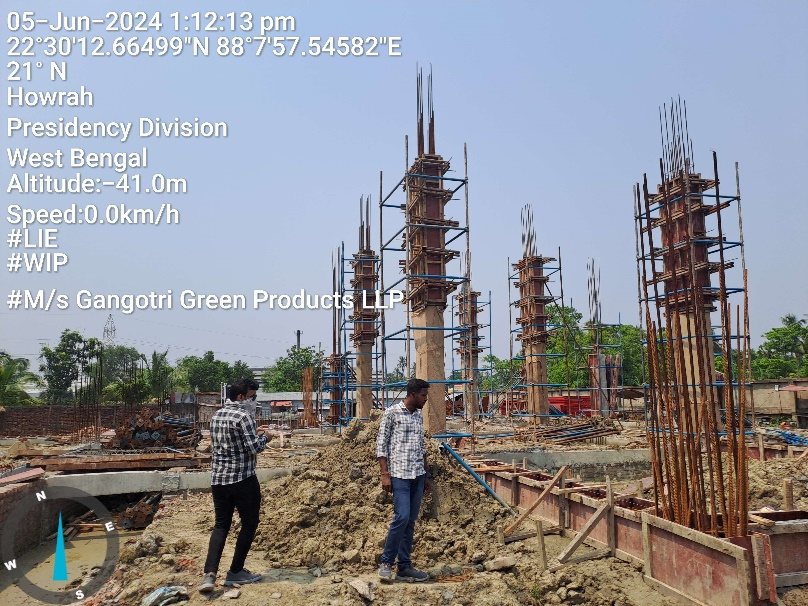 05-Jun-2024 1:12:13 pm
22°30'12.66499"N 88°7'57.54582"E
21° N
Howrah
Presidency Division
West Bengal
Altitude:-41.0m
Speed:0.0km/h
#LIE
#WIP
#M/s Gangotri Green Products LLP
N
E
W
S